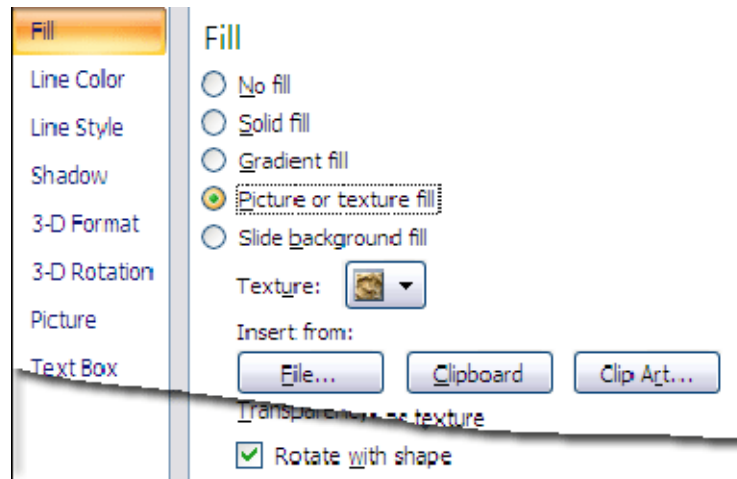 Fill
Line Color
Line Style
Shadow
3-D Format
3-D Rotation
Picture
Text Box
Fill
No fill
Solid fill
Gradient fill
Picture or texture fill
Slide background fill
Texture:
Insert from:
File...
Clipboard
Clip Art...
texture
Rotate with shape